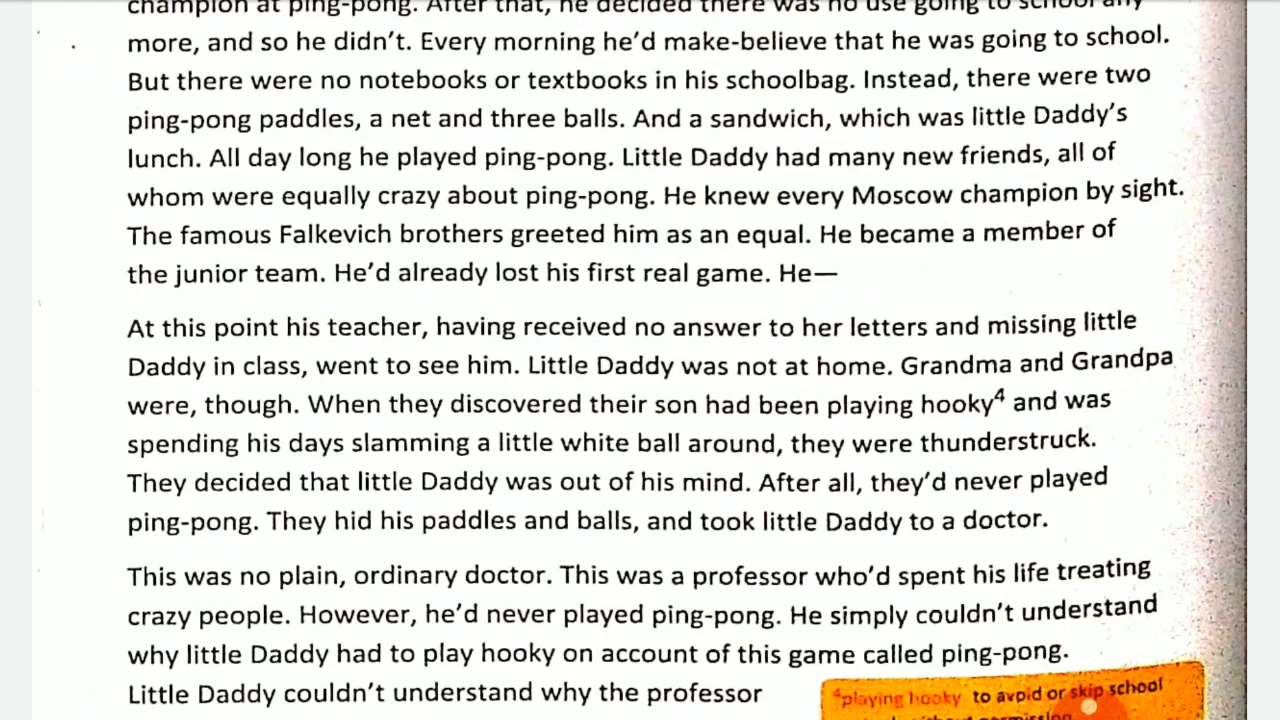 champion at ping-pong. After that, he decided there was no use going to school any
more, and so he didn't. Every morning he'd make-believe that he was going to school.
But there were no notebooks or textbooks in his schoolbag. Instead, there were two
ping-pong paddles, a net and three balls. And a sandwich, which was little Daddy's
lunch. All day long he played ping-pong. Little Daddy had many new friends, all of
whom were equally crazy about ping-pong. He knew every Moscow champion by sight.
The famous Falkevich brothers greeted him as an equal. He became a member of
the junior team. He'd already lost his first real game. He—
At this point his teacher, having received no answer to her letters and missing little
Daddy in class, went to see him. Little Daddy was not at home. Grandma and Grandpa
were, though. When they discovered their son had been playing hooky⁴ and was
spending his days slamming a little white ball around, they were thunderstruck.
They decided that little Daddy was out of his mind. After all, they'd never played
ping-pong. They hid his paddles and balls, and took little Daddy to a doctor.
This was no plain, ordinary doctor. This was a professor who'd spent his life treating
crazy people. However, he'd never played ping-pong. He simply couldn't understand
why little Daddy had to play hooky on account of this game called ping-pong.
Little Daddy couldn't understand why the professor
⁴playing hooky to avoid or skip school
without permission